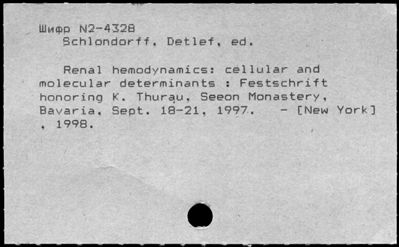 Шифр N2-4328
Schlondorff, Detlef, ed.
Renal hemodynamics: cellular and
molecular determinants : Festschrift
honoring K. Thurau, Seeon Monastery,
Bavaria, Sept. 18-21, 1997. - [New York]
, 1998.